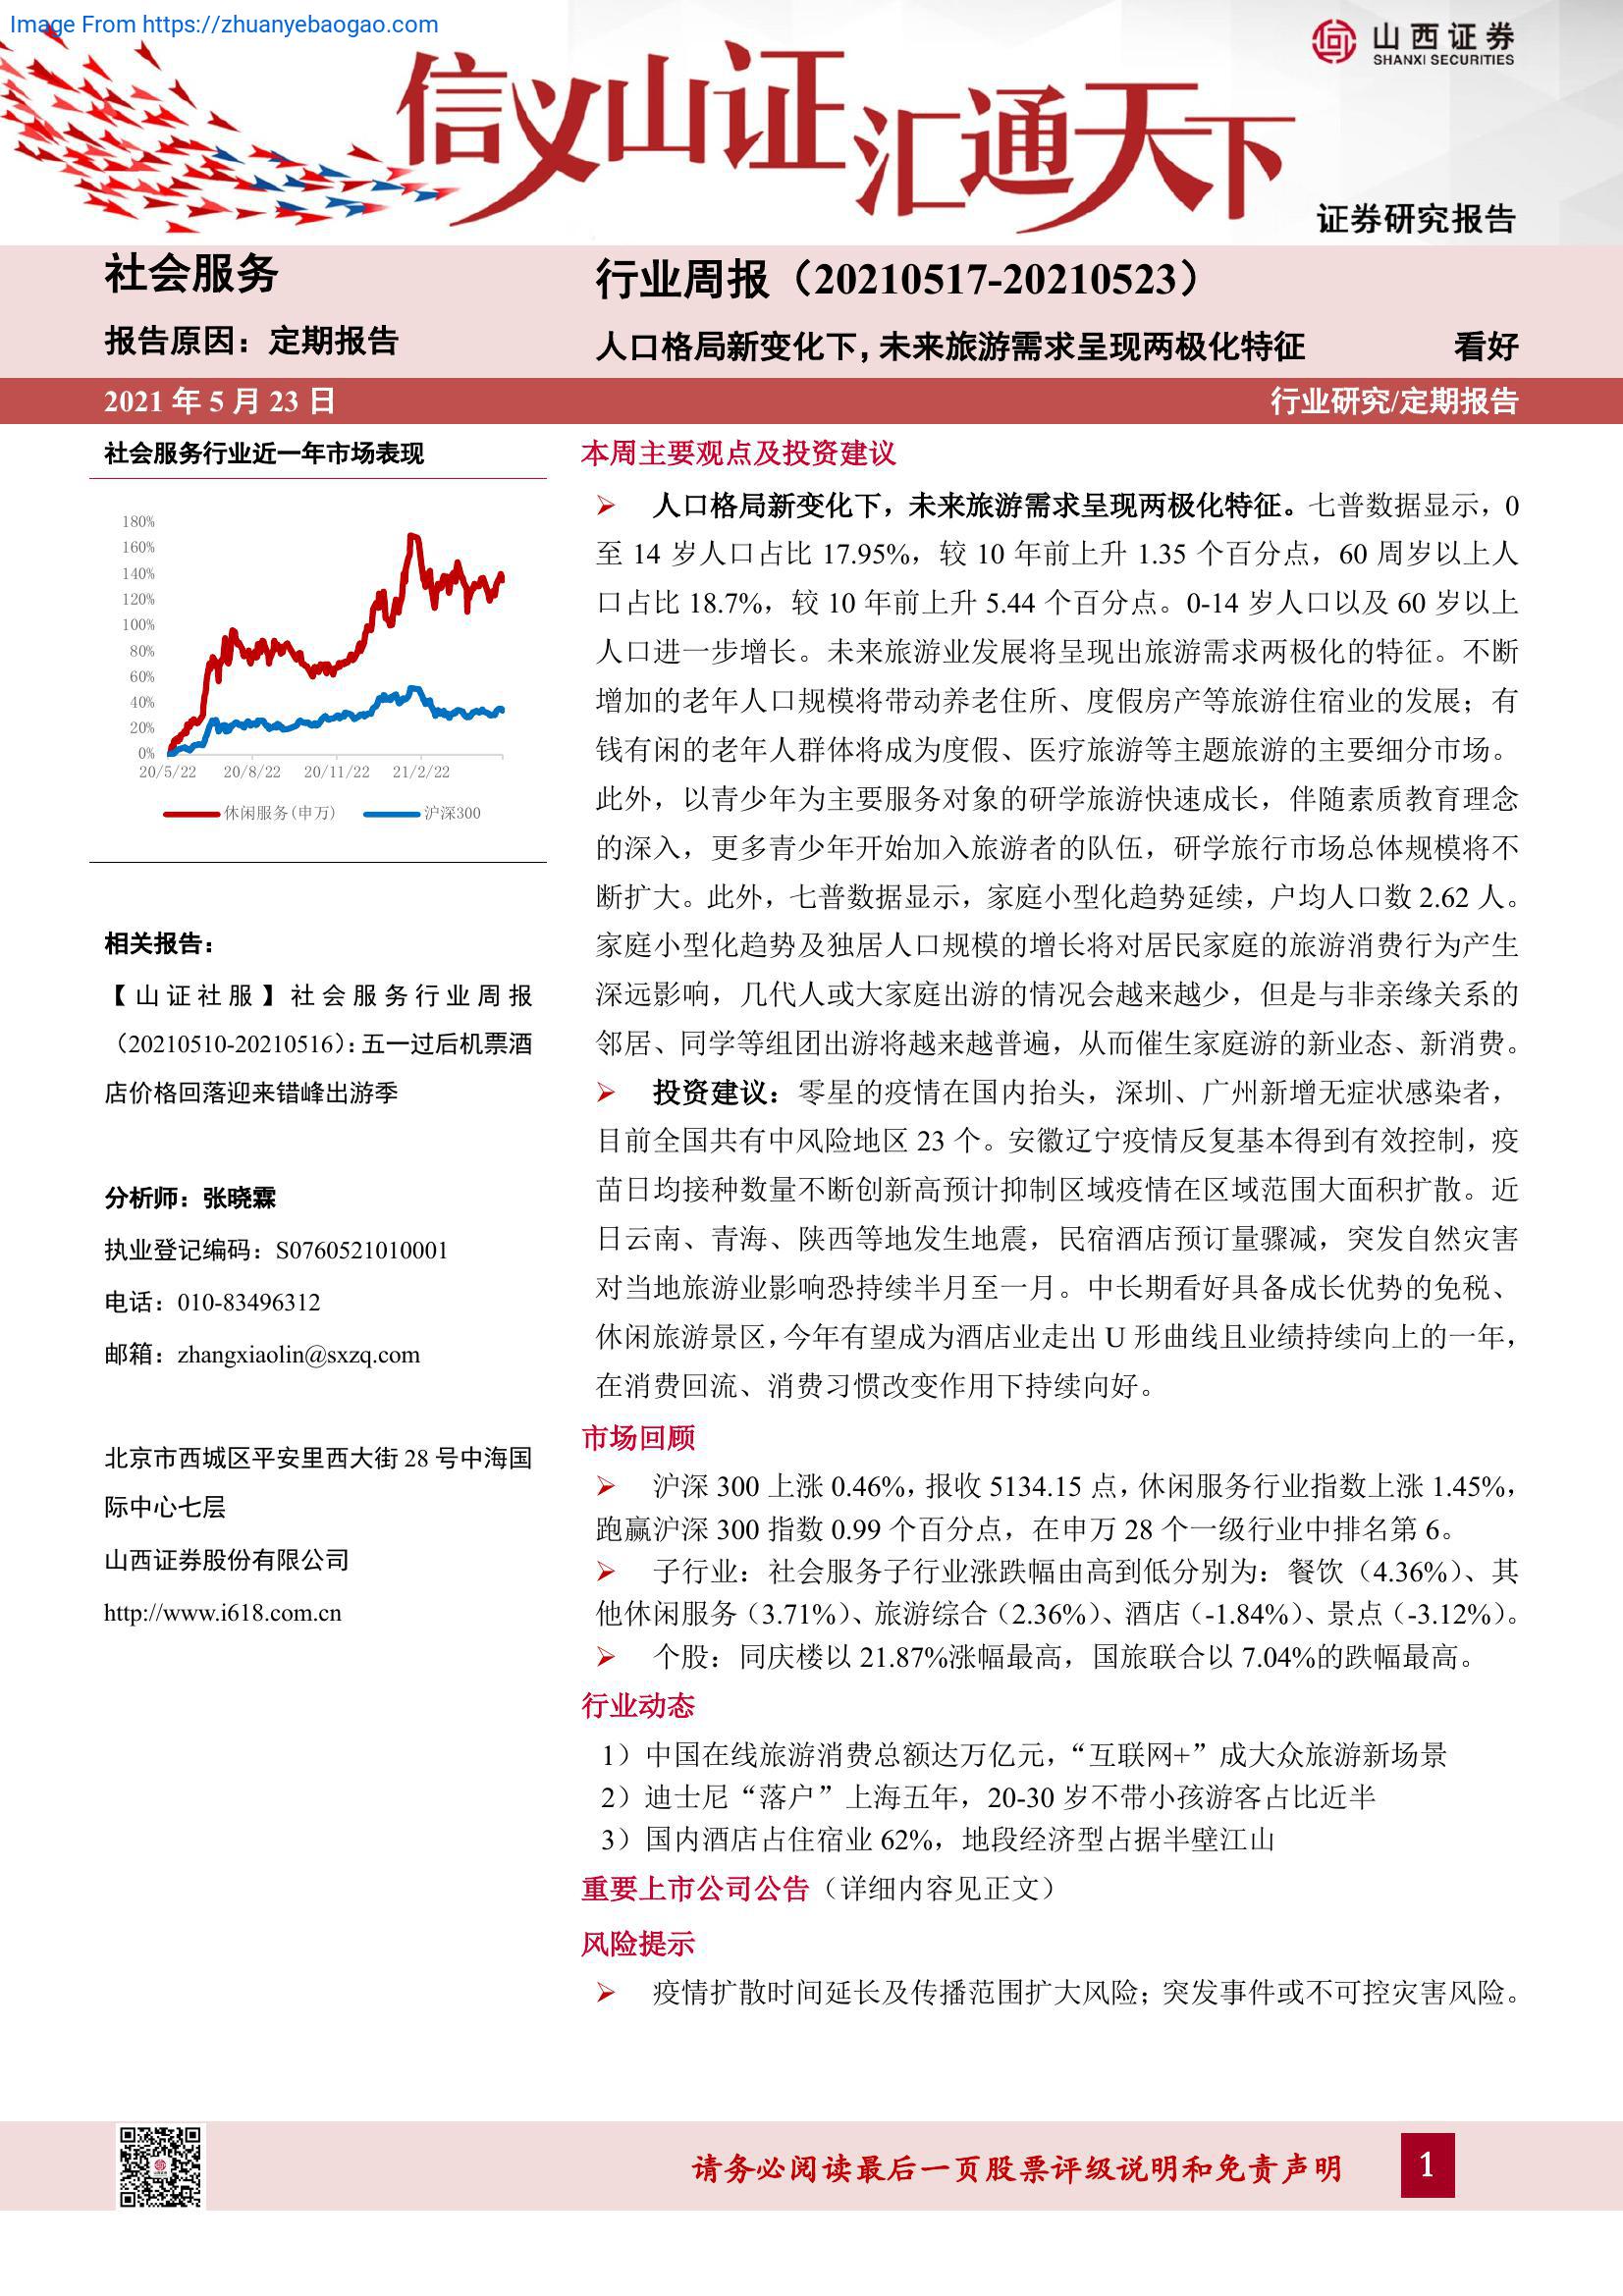 Image From https://zhuanyebaogao.com
山西证券
SHANXI SECURITIES
信义山证汇通天下
证券研究报告
社会服务
报告原因：定期报告
行业周报（20210517-20210523）
人口格局新变化下，未来旅游需求呈现两极化特征 看好
2021 年 5 月 23 日
行业研究/定期报告
社会服务行业近一年市场表现
180%
160%
140%
120%
100%
80%
60%
40%
20%
0%
20/5/22 20/8/22 20/11/22 21/2/22
休闲服务(申万) 沪深300
相关报告：
【山证社服】社会服务行业周报
（20210510-20210516）：五一过后机票酒
店价格回落迎来错峰出游季
分析师：张晓霖
执业登记编码：S0760521010001
电话：010-83496312
邮箱：zhangxiaolin@sxzq.com
北京市西城区平安里西大街 28 号中海国
际中心七层
山西证券股份有限公司
http://www.i618.com.cn
本周主要观点及投资建议
➢ 人口格局新变化下，未来旅游需求呈现两极化特征。七普数据显示，0
至 14 岁人口占比 17.95%，较 10 年前上升 1.35 个百分点，60 周岁以上人
口占比 18.7%，较 10 年前上升 5.44 个百分点。0-14 岁人口以及 60 岁以上
人口进一步增长。未来旅游业发展将呈现出旅游需求两极化的特征。不断
增加的老年人口规模将带动养老住所、度假房产等旅游住宿业的发展；有
钱有闲的老年人群体将成为度假、医疗旅游等主题旅游的主要细分市场。
此外，以青少年为主要服务对象的研学旅游快速成长，伴随素质教育理念
的深入，更多青少年开始加入旅游者的队伍，研学旅行市场总体规模将不
断扩大。此外，七普数据显示，家庭小型化趋势延续，户均人口数 2.62 人。
家庭小型化趋势及独居人口规模的增长将对居民家庭的旅游消费行为产生
深远影响，几代人或大家庭出游的情况会越来越少，但是与非亲缘关系的
邻居、同学等组团出游将越来越普遍，从而催生家庭游的新业态、新消费。
➢ 投资建议：零星的疫情在国内抬头，深圳、广州新增无症状感染者，
目前全国共有中风险地区 23 个。安徽辽宁疫情反复基本得到有效控制，疫
苗日均接种数量不断创新高预计抑制区域疫情在区域范围大面积扩散。近
日云南、青海、陕西等地发生地震，民宿酒店预订量骤减，突发自然灾害
对当地旅游业影响恐持续半月至一月。中长期看好具备成长优势的免税、
休闲旅游景区，今年有望成为酒店业走出 U 形曲线且业绩持续向上的一年，
在消费回流、消费习惯改变作用下持续向好。
市场回顾
➢ 沪深 300 上涨 0.46%，报收 5134.15 点，休闲服务行业指数上涨 1.45%，
跑赢沪深 300 指数 0.99 个百分点，在申万 28 个一级行业中排名第 6。
➢ 子行业：社会服务子行业涨跌幅由高到低分别为：餐饮（4.36%）、其
他休闲服务（3.71%）、旅游综合（2.36%）、酒店（-1.84%）、景点（-3.12%）。
➢ 个股：同庆楼以 21.87%涨幅最高，国旅联合以 7.04%的跌幅最高。
行业动态
1）中国在线旅游消费总额达万亿元，“互联网+”成大众旅游新场景
2）迪士尼“落户”上海五年，20-30 岁不带小孩游客占比近半
3）国内酒店占住宿业 62%，地段经济型占据半壁江山
重要上市公司公告（详细内容见正文）
风险提示
➢ 疫情扩散时间延长及传播范围扩大风险；突发事件或不可控灾害风险。
请务必阅读最后一页股票评级说明和免责声明
1